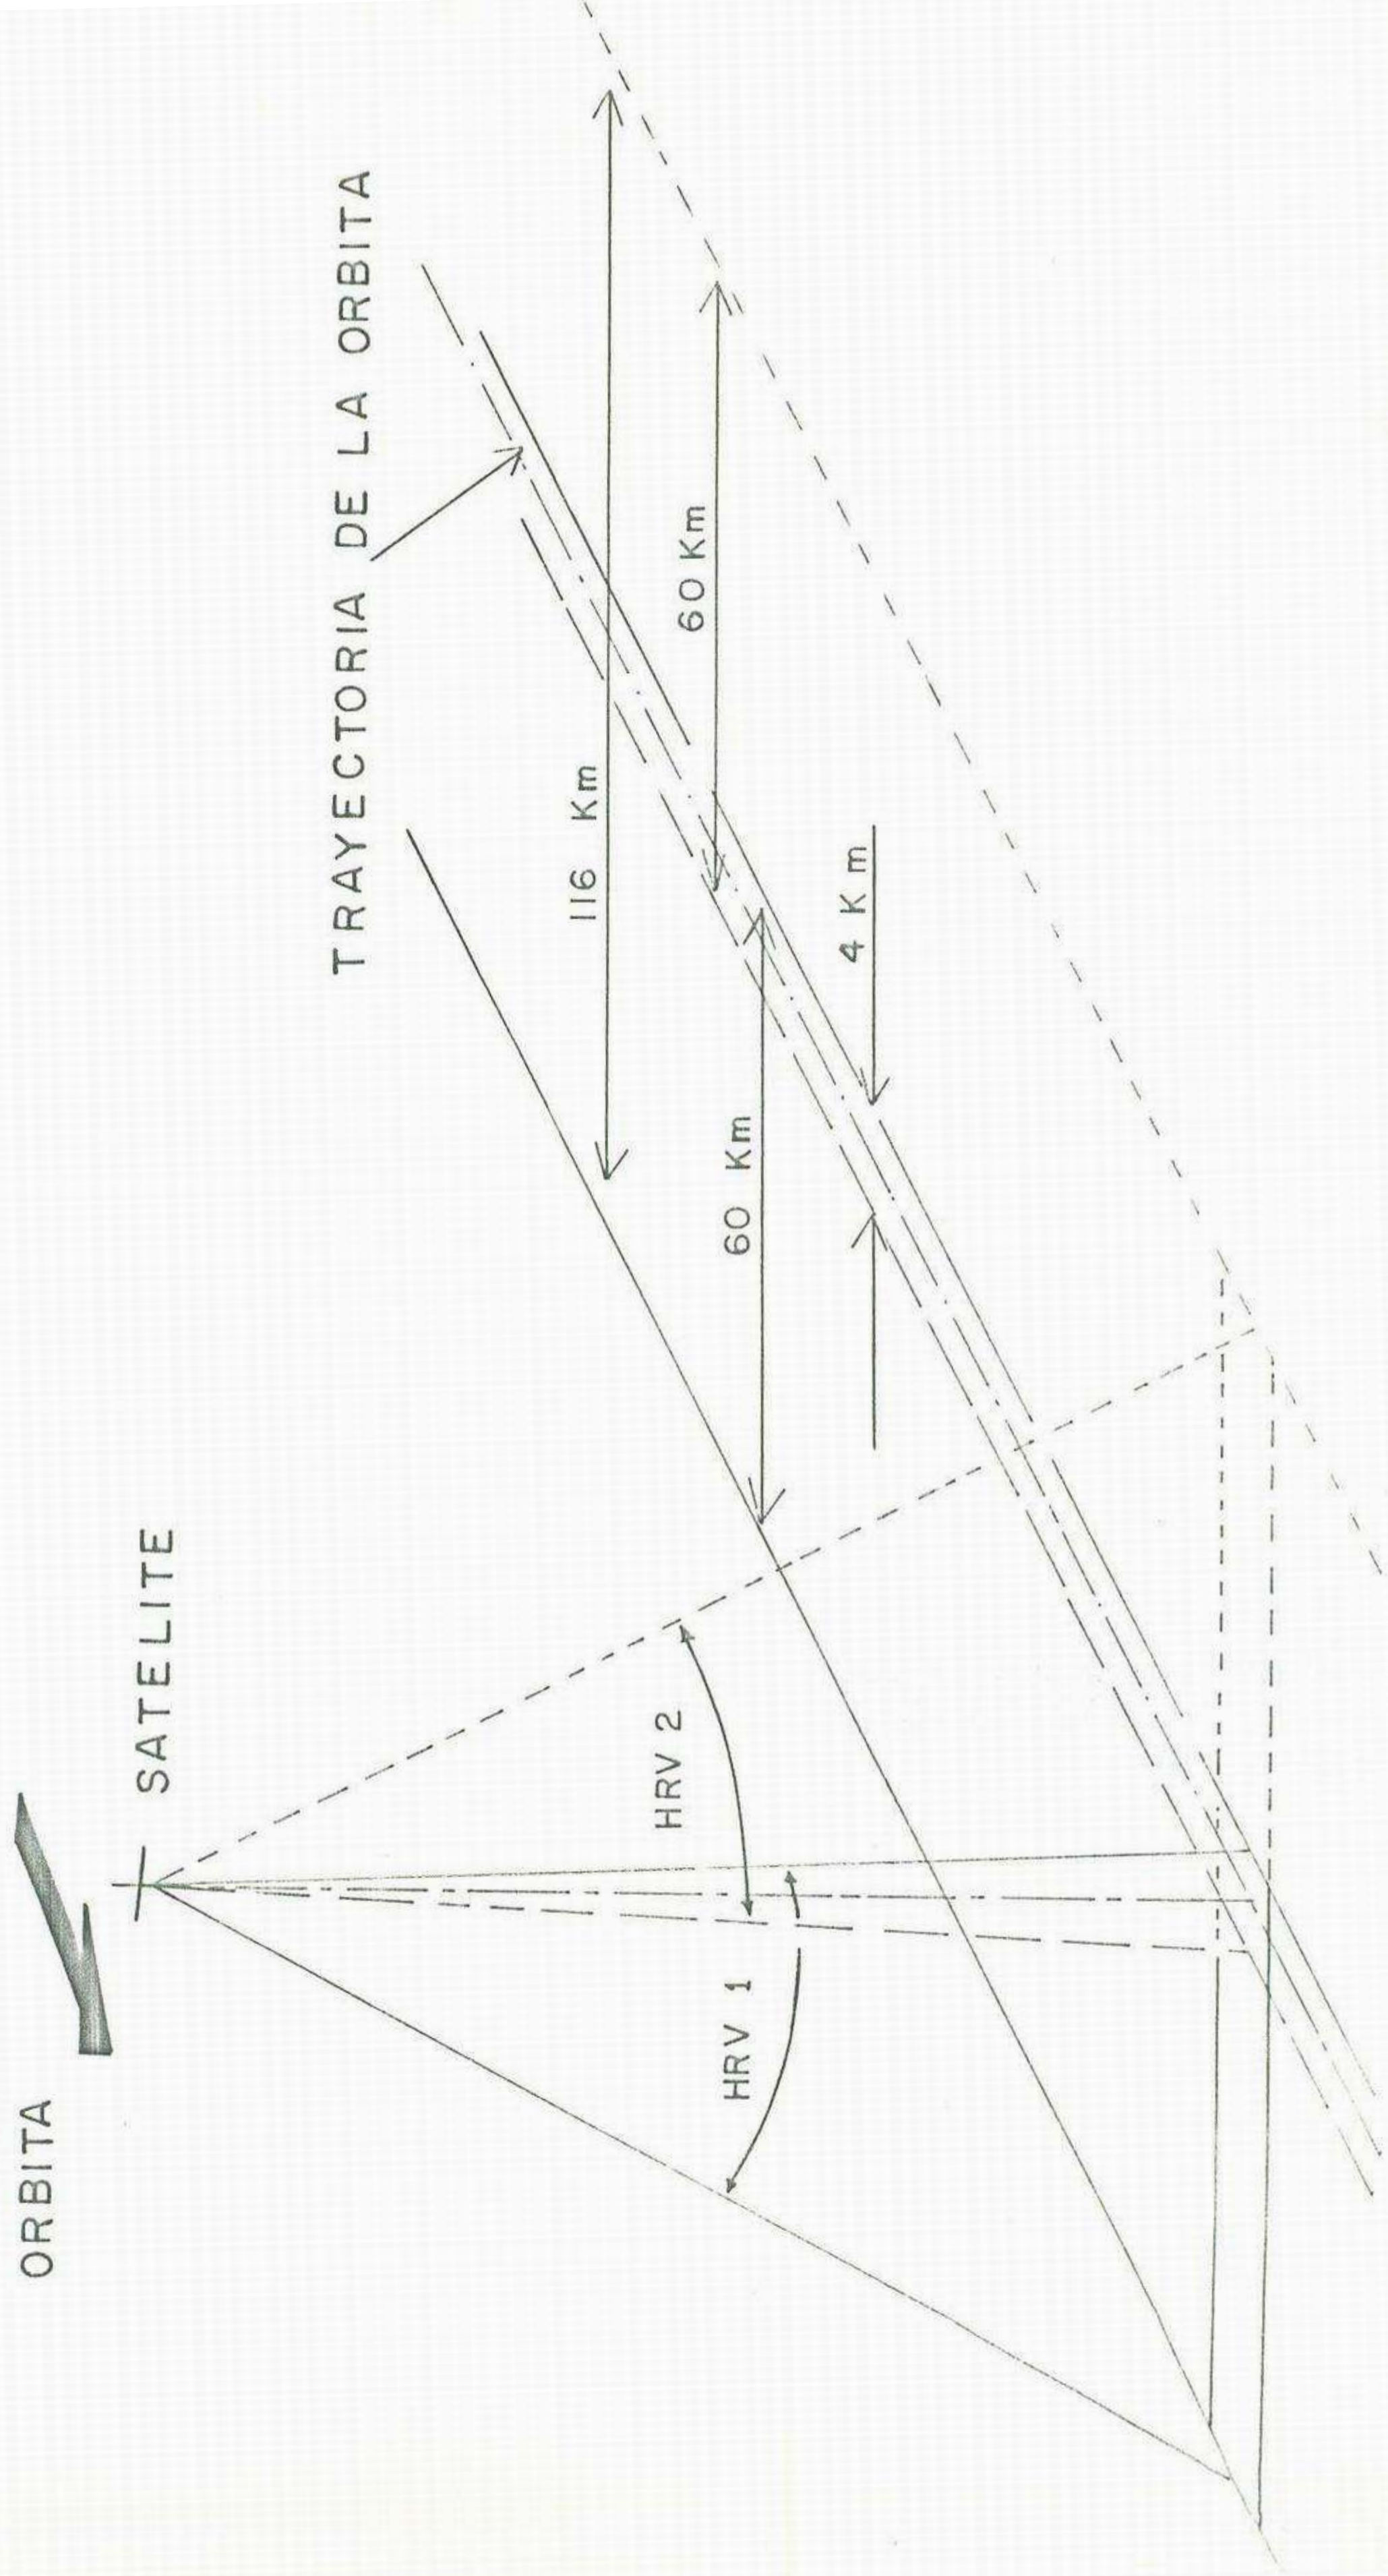 ORBITA
SATELITE
TRAYECTORIA DE LA ORBITA
116 Km
60 Km
60 Km
4 Km
HRV 1
HRV 2